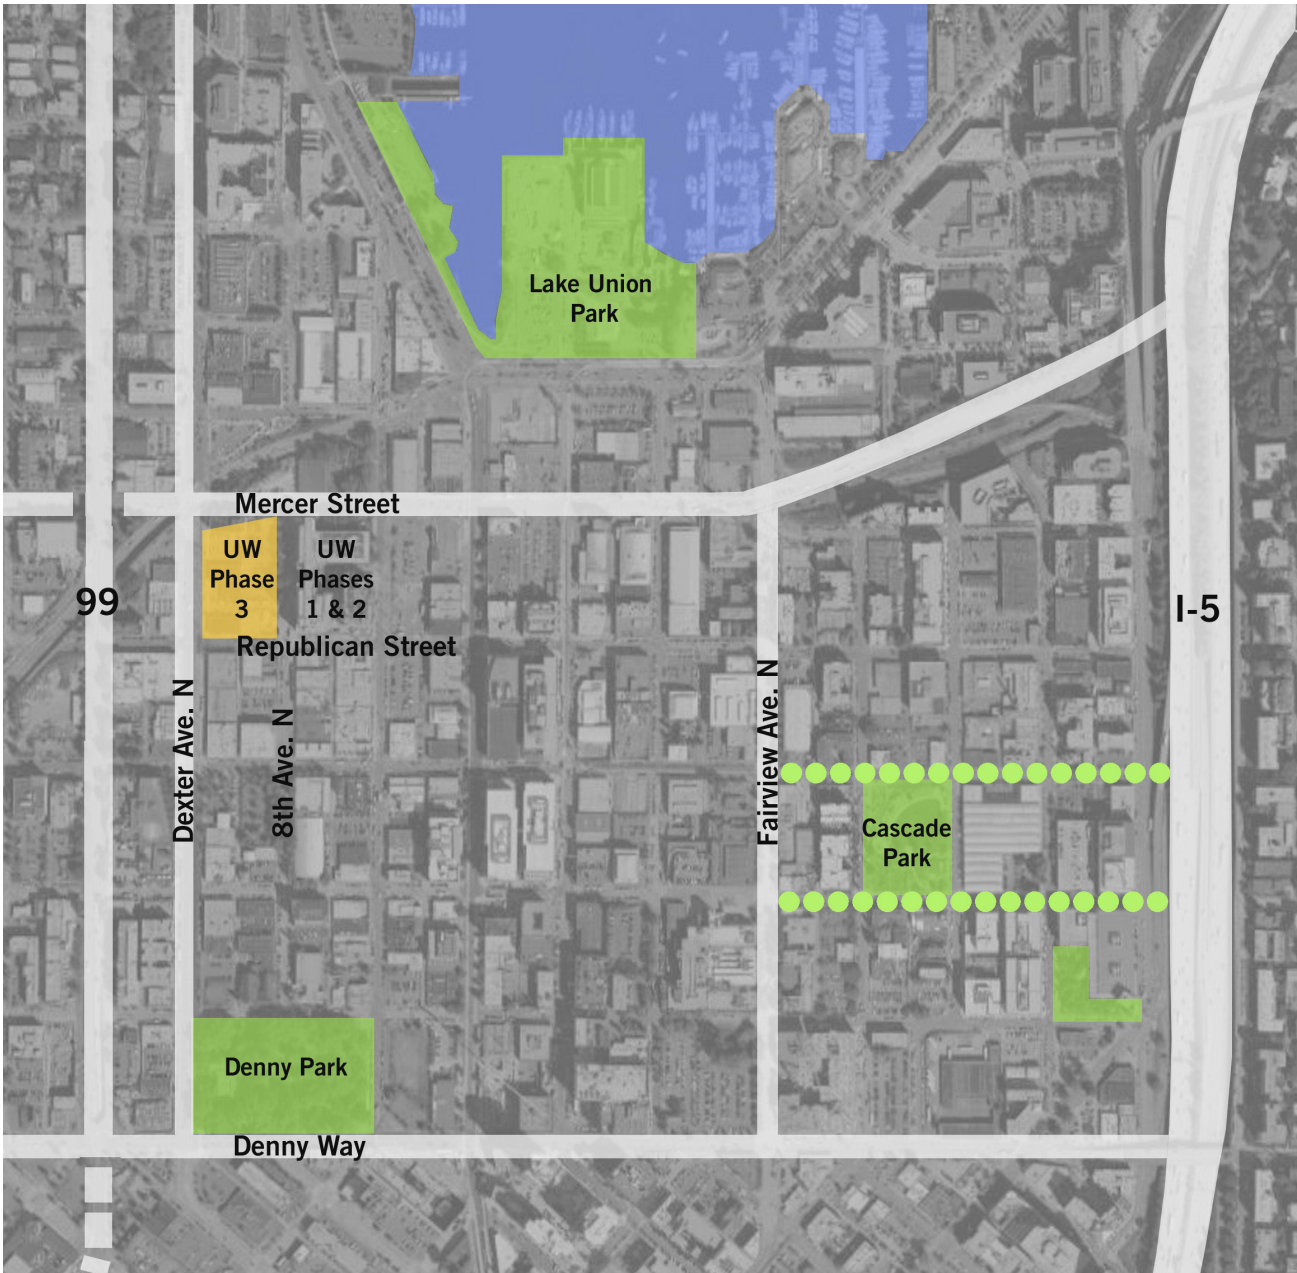 Lake Union
Park
Mercer Street
UW
Phase
3
UW
Phases
1 & 2
99
I-5
Republican Street
Dexter Ave. N
8th Ave. N
Fairview Ave. N
Cascade
Park
Denny Park
Denny Way